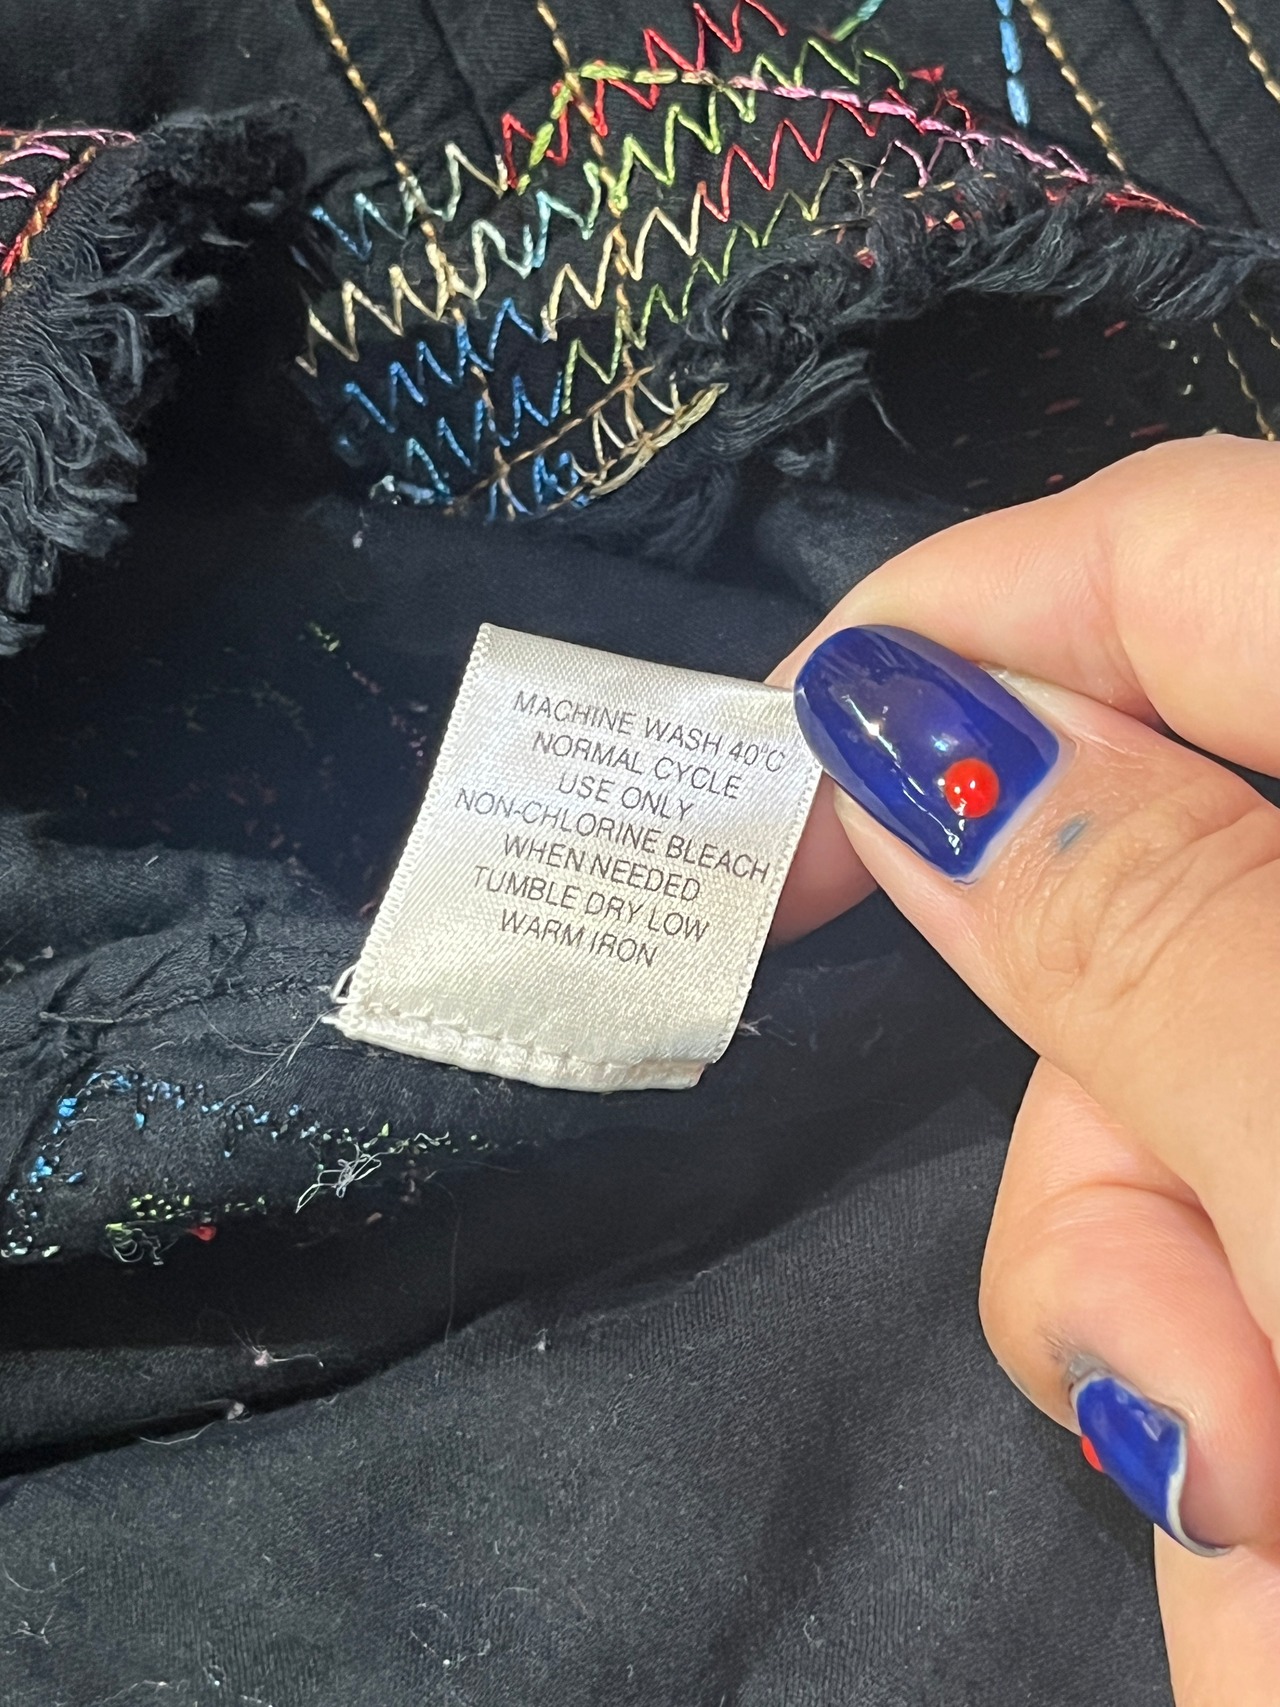 MACHINE WASH 40°C
NORMAL CYCLE
USE ONLY
NON-CHLORINE BLEACH
WHEN NEEDED
TUMBLE DRY LOW
WARM IRON